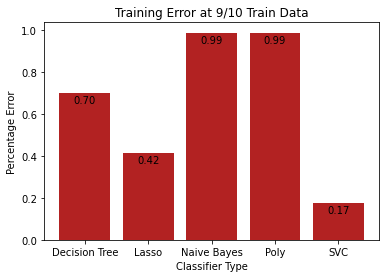 Training Error at 9/10 Train Data
Percentage Error
1.0
0.8
0.6
0.4
0.2
0.0
0.70
0.42
0.99
0.99
0.17
Decision Tree
Lasso
Naive Bayes
Poly
SVC
Classifier Type